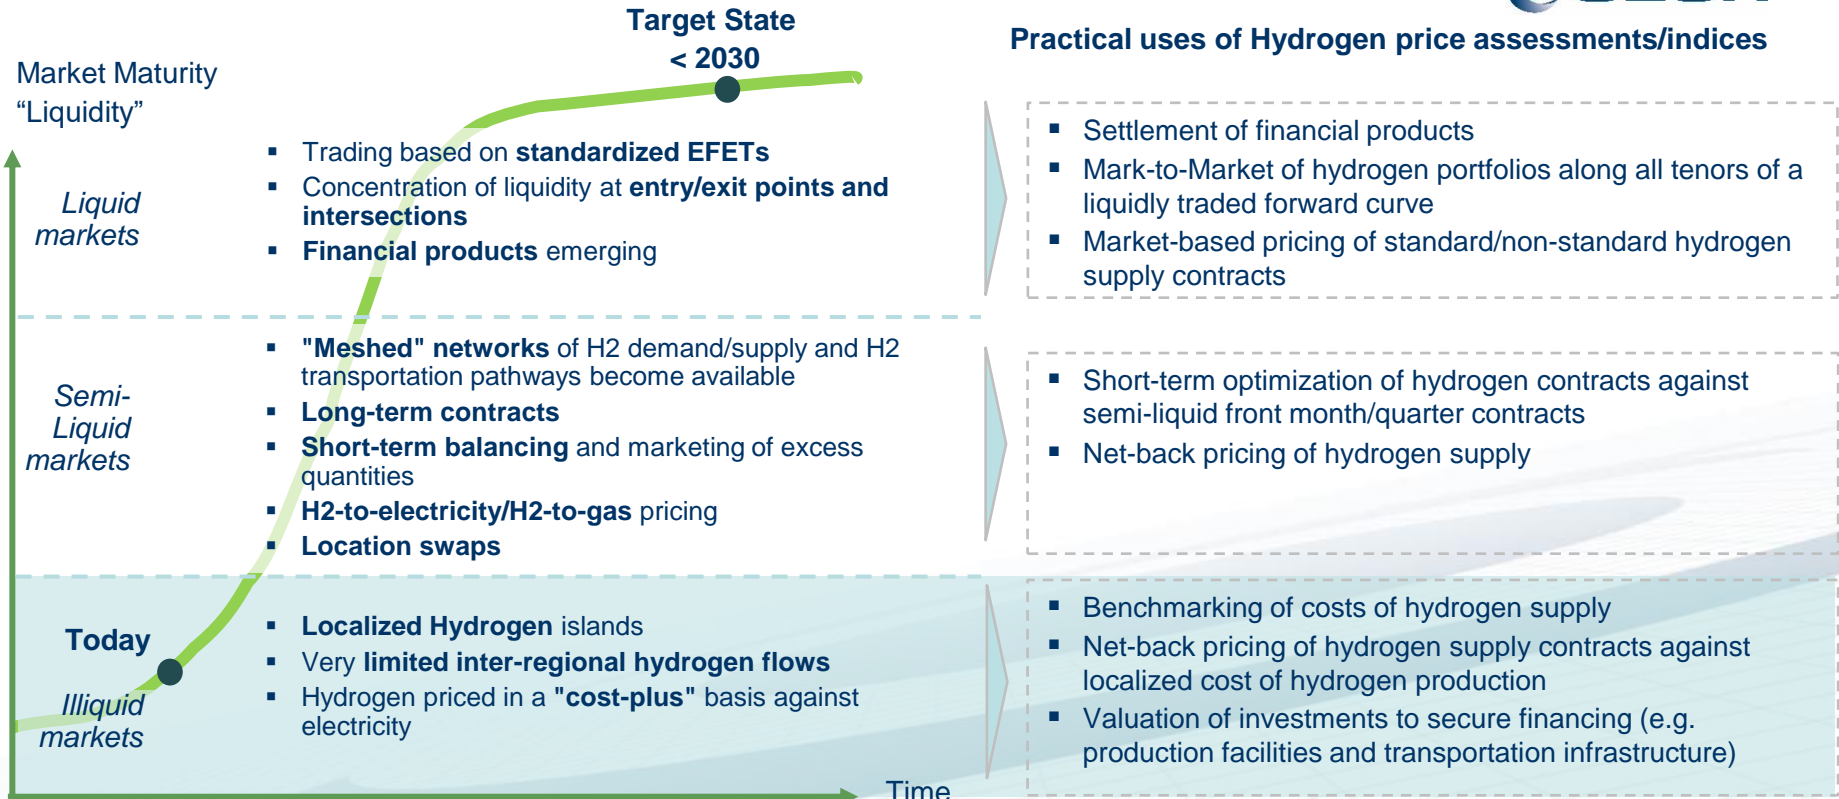 Target State
< 2030
Practical uses of Hydrogen price assessments/indices
Market Maturity
“Liquidity”
Liquid
markets
▪ Trading based on standardized EFETs
▪ Concentration of liquidity at entry/exit points and
intersections
▪ Financial products emerging
▪ Settlement of financial products
▪ Mark-to-Market of hydrogen portfolios along all tenors of a
liquidly traded forward curve
▪ Market-based pricing of standard/non-standard hydrogen
supply contracts
Semi-
Liquid
markets
▪ "Meshed" networks of H2 demand/supply and H2
transportation pathways become available
▪ Long-term contracts
▪ Short-term balancing and marketing of excess
quantities
▪ H2-to-electricity/H2-to-gas pricing
▪ Location swaps
▪ Short-term optimization of hydrogen contracts against
semi-liquid front month/quarter contracts
▪ Net-back pricing of hydrogen supply
Today
Illiquid
markets
▪ Localized Hydrogen islands
▪ Very limited inter-regional hydrogen flows
▪ Hydrogen priced in a "cost-plus" basis against
electricity
▪ Benchmarking of costs of hydrogen supply
▪ Net-back pricing of hydrogen supply contracts against
localized cost of hydrogen production
▪ Valuation of investments to secure financing (e.g.
production facilities and transportation infrastructure)
Time